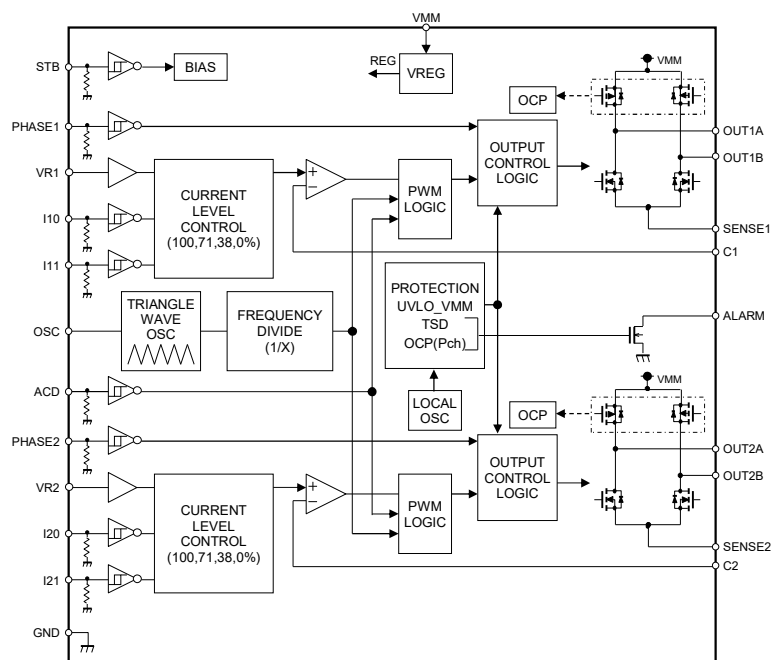 VMM
STB
BIAS
REG
VREG
VMM
OCP
PHASE1
OUTPUT
CONTROL
LOGIC
OUT1A
OUT1B
VR1
CURRENT
LEVEL
CONTROL
(100,71,38,0%)
+
−
PWM
LOGIC
I10
SENSE1
I11
C1
PROTECTION
UVLO_VMM
TSD
OCP(Pch)
TRIANGLE
WAVE
OSC
FREQUENCY
DIVIDE
(1/X)
ALARM
OSC
VMM
ACD
LOCAL
OSC
OCP
PHASE2
OUTPUT
CONTROL
LOGIC
OUT2A
OUT2B
VR2
CURRENT
LEVEL
CONTROL
(100,71,38,0%)
+
−
PWM
LOGIC
I20
SENSE2
C2
I21
GND